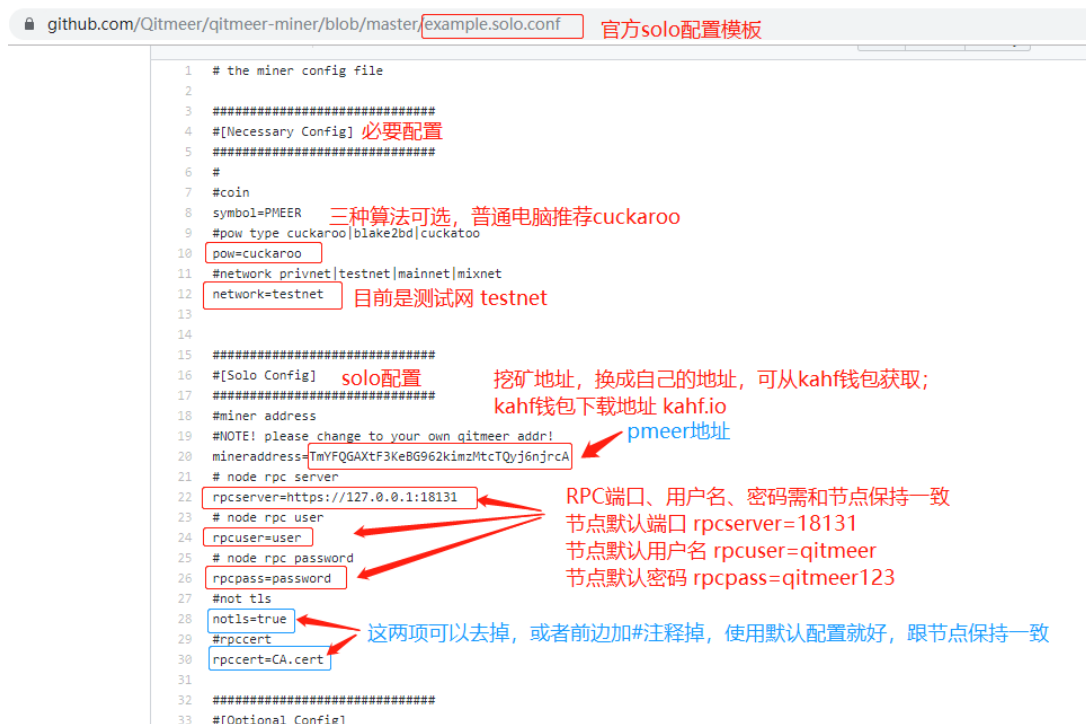 github.com/Qitmeer/qitmeer-miner/blob/master/example.solo.conf 官方solo配置模板
1 # the miner config file
2
3 ##############################
4 #[Necessary Config] 必要配置
5 ##############################
6 #
7 #coin
8 symbol=PMEER 三种算法可选，普通电脑推荐cuckaroo
9 #pow type cuckaroo|blake2bd|cuckatoo
10 pow=cuckaroo
11 #network privnet|testnet|mainnet|mixnet
12 network=testnet 目前是测试网 testnet
13
14
15 ##############################
16 #[Solo Config] solo配置 挖矿地址，换成自己的地址，可从kahf钱包获取；
17 ##############################
kahf钱包下载地址 kahf.io
18 #miner address
19 #NOTE! please change to your own qitmeer addr! pmeer地址
20 mineraddress=TmYFQGAXtF3KeBG962kimzMtcTQyj6njrcA
21 # node rpc server
22 rpcserver=https://127.0.0.1:18131 RPC端口、用户名、密码需和节点保持一致
23 # node rpc user 节点默认端口 rpcserver=18131
24 rpcuser=user 节点默认用户名 rpcuser=qitmeer
25 # node rpc password
26 rpcpass=password 节点默认密码 rpcpass=qitmeer123
27 #not tls
28 notls=true 这两项可以去掉，或者前边加#注释掉，使用默认配置就好，跟节点保持一致
29 #rpccert
30 rpccert=CA.cert
31
32 ##############################
33 #[Optional Config]